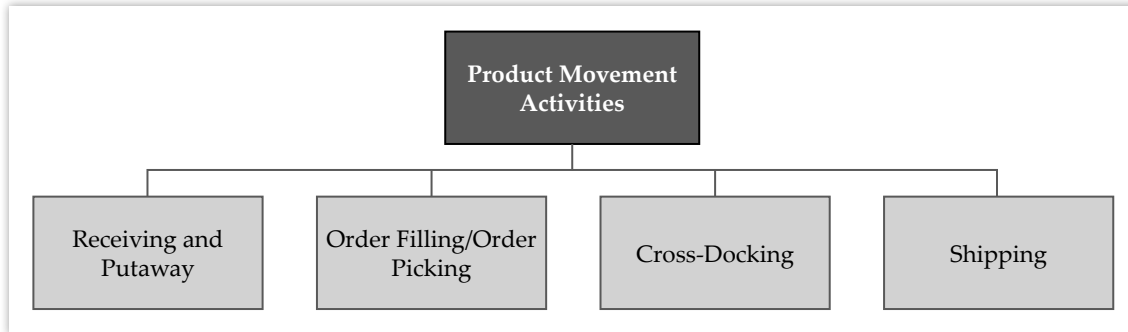 Product Movement
Activities
Receiving and
Putaway
Order Filling/Order
Picking
Cross-Docking
Shipping